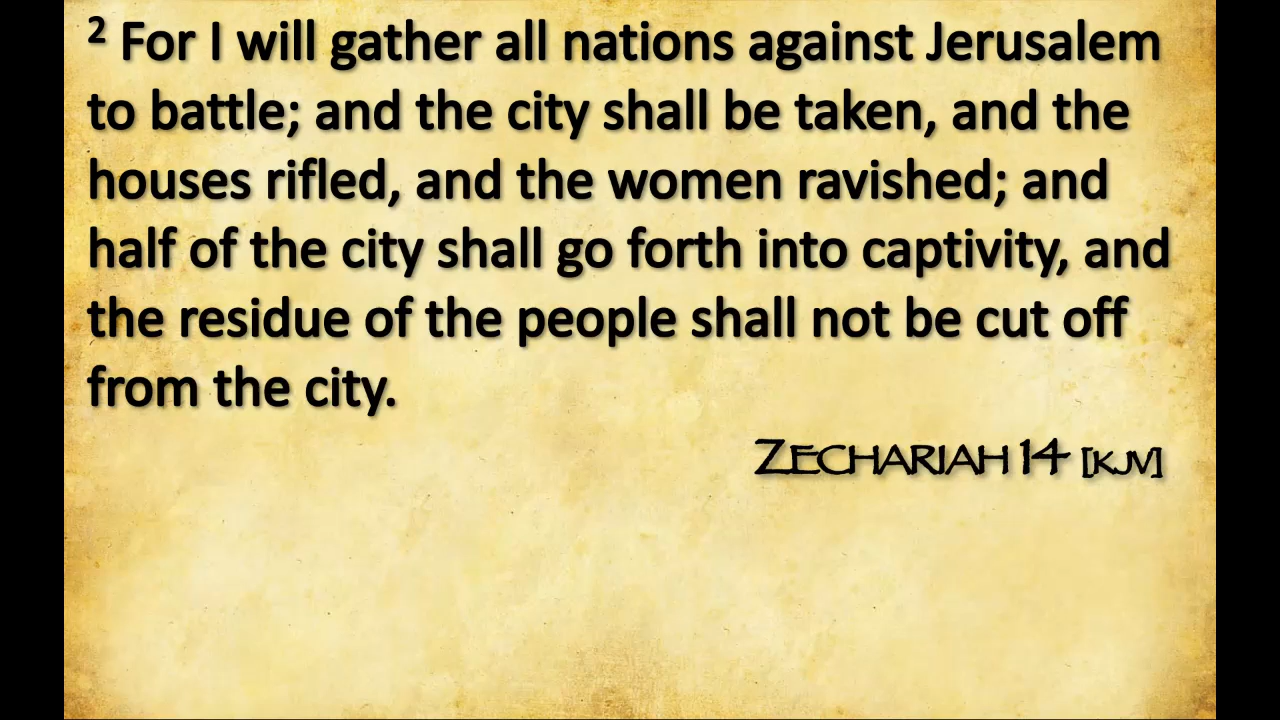 2 For I will gather all nations against Jerusalem
to battle; and the city shall be taken, and the
houses rifled, and the women ravished; and
half of the city shall go forth into captivity, and
the residue of the people shall not be cut off
from the city.
ZECHARIAH 14 [KJV]